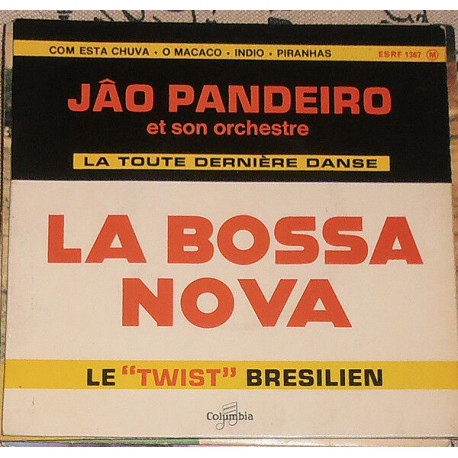 COM ESTA CHUVA • O MACACO • INDIO • PIRANHAS ESRF 1367 M
JÂO PANDEIRO
et son orchestre
LA TOUTE DERNIÈRE DANSE
LA BOSSA
NOVA
LE "TWIST" BRESILIEN
Columbia